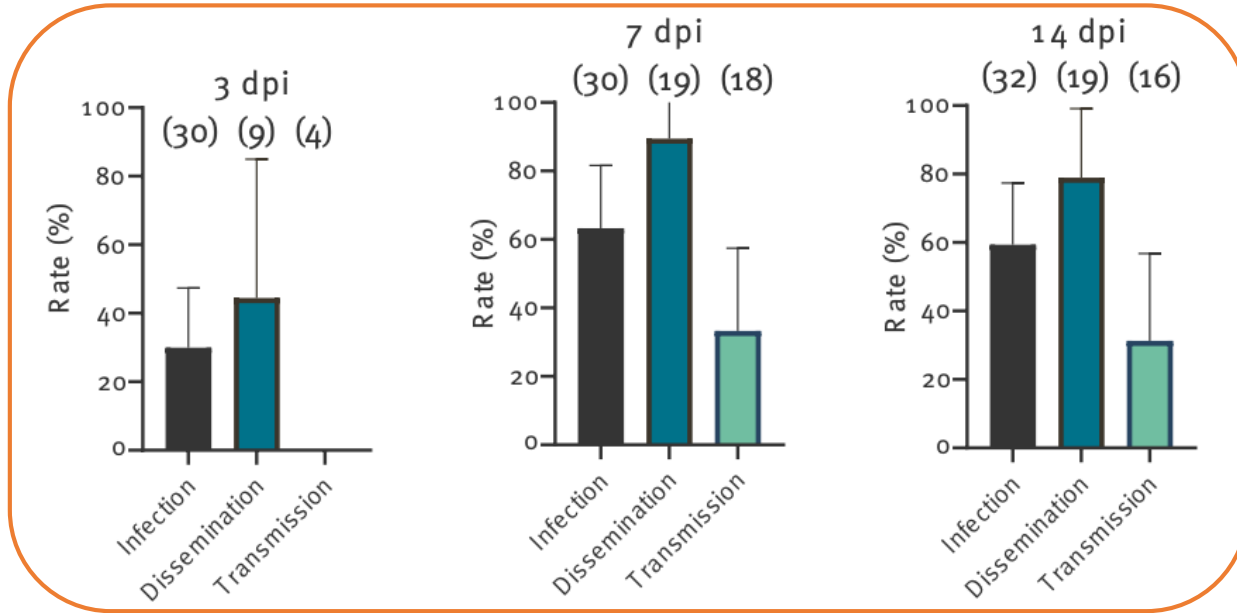 3 dpi
(30) (9) (4)
100
80
60
40
20
0
Rate (%)
Infection
Dissemination
Transmission
7 dpi
(30) (19) (18)
100
80
60
40
20
0
Rate (%)
Infection
Dissemination
Transmission
14 dpi
(32) (19) (16)
100
80
60
40
20
0
Rate (%)
Infection
Dissemination
Transmission